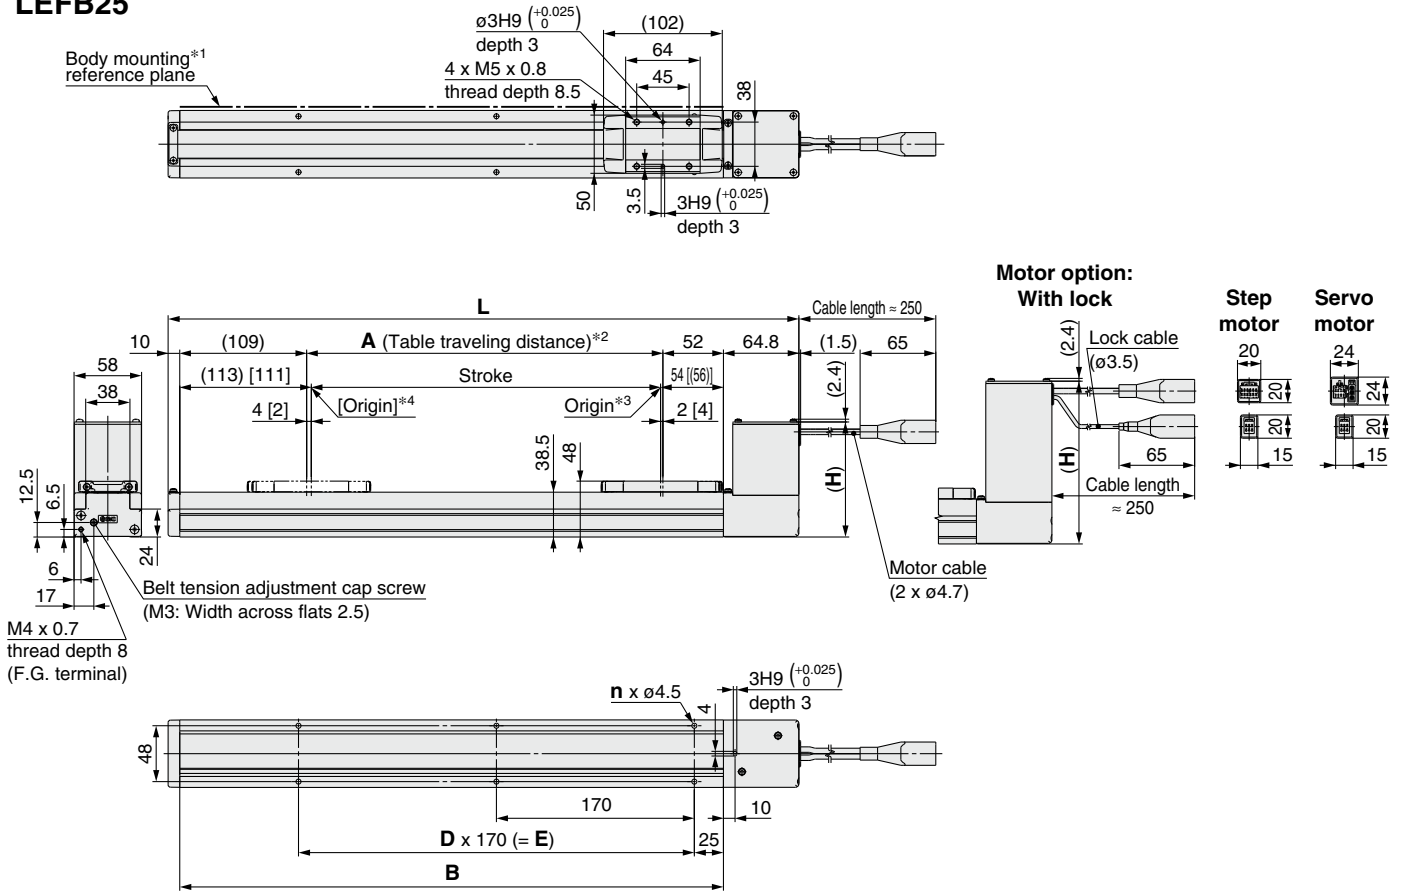 LEFB25
ø3H9 (+0.025 0)
depth 3
(102)
64
45
38
Body mounting*1
reference plane
4 x M5 x 0.8
thread depth 8.5
50
3.5
3H9 (+0.025 0)
depth 3
L
Cable length ≈ 250
10
(109)
A (Table traveling distance)*2
52
64.8
(1.5)
65
58
38
(113) [111]
Stroke
54 [(56)]
(2.4)
4 [2]
[Origin]*4
Origin*3
2 [4]
12.5
6.5
38.5
48
(H)
24
6
17
Belt tension adjustment cap screw
(M3: Width across flats 2.5)
M4 x 0.7
thread depth 8
(F.G. terminal)
Motor cable
(2 x ø4.7)
Motor option:
With lock
(2.4)
Lock cable
(ø3.5)
65
(H)
Cable length
≈ 250
Step
motor
20
20
20
15
Servo
motor
24
24
20
15
n x ø4.5
4
3H9 (+0.025 0)
depth 3
48
170
10
D x 170 (= E)
25
B